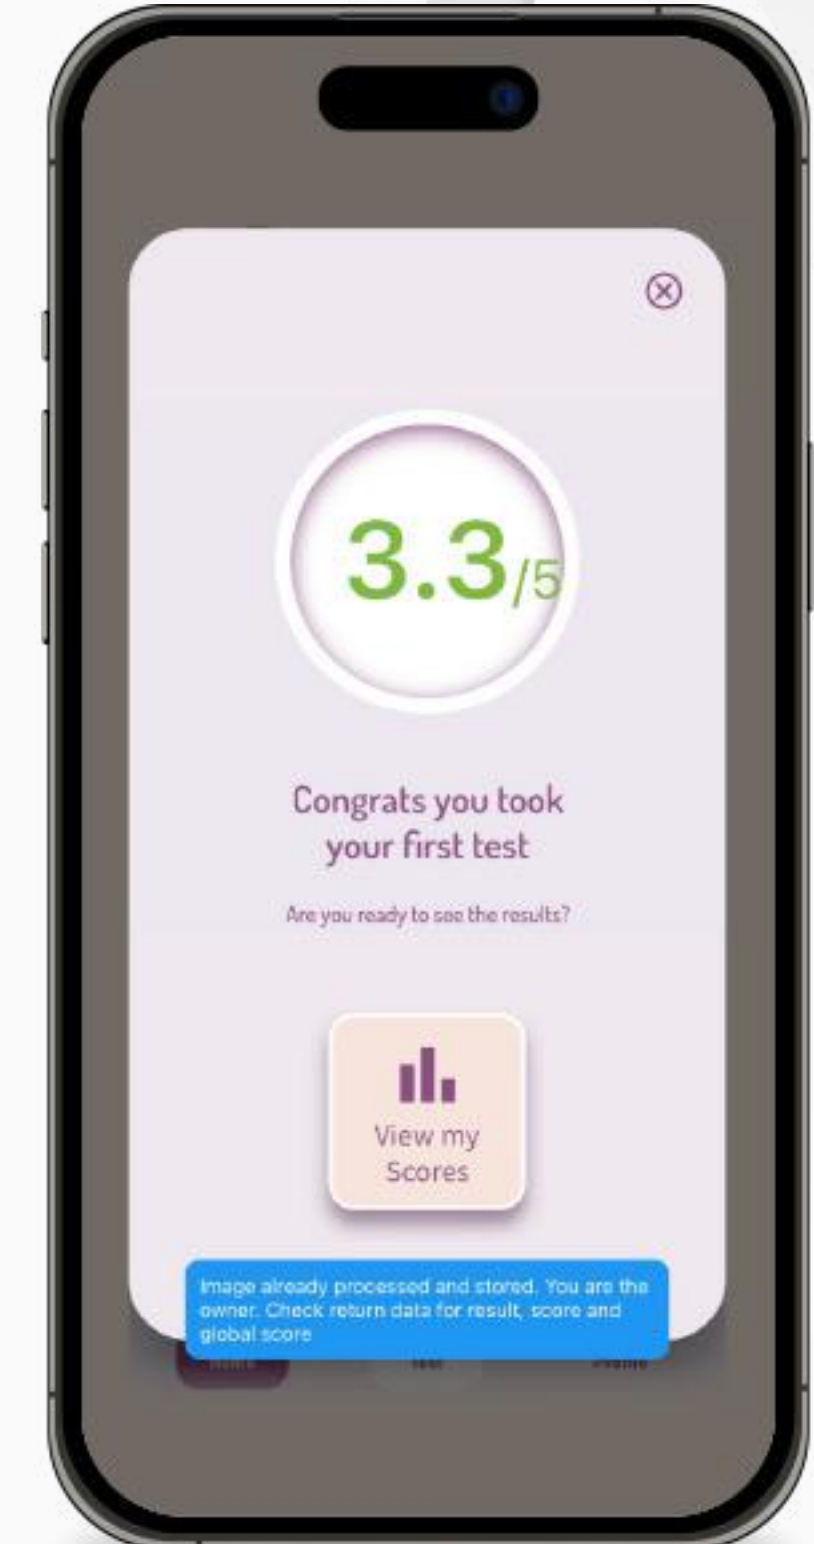 3.3/5
Congrats you took
your first test
Are you ready to see the results?
View my
Scores
Image already processed and stored. You are the
owner. Check return data for result, score and
global score